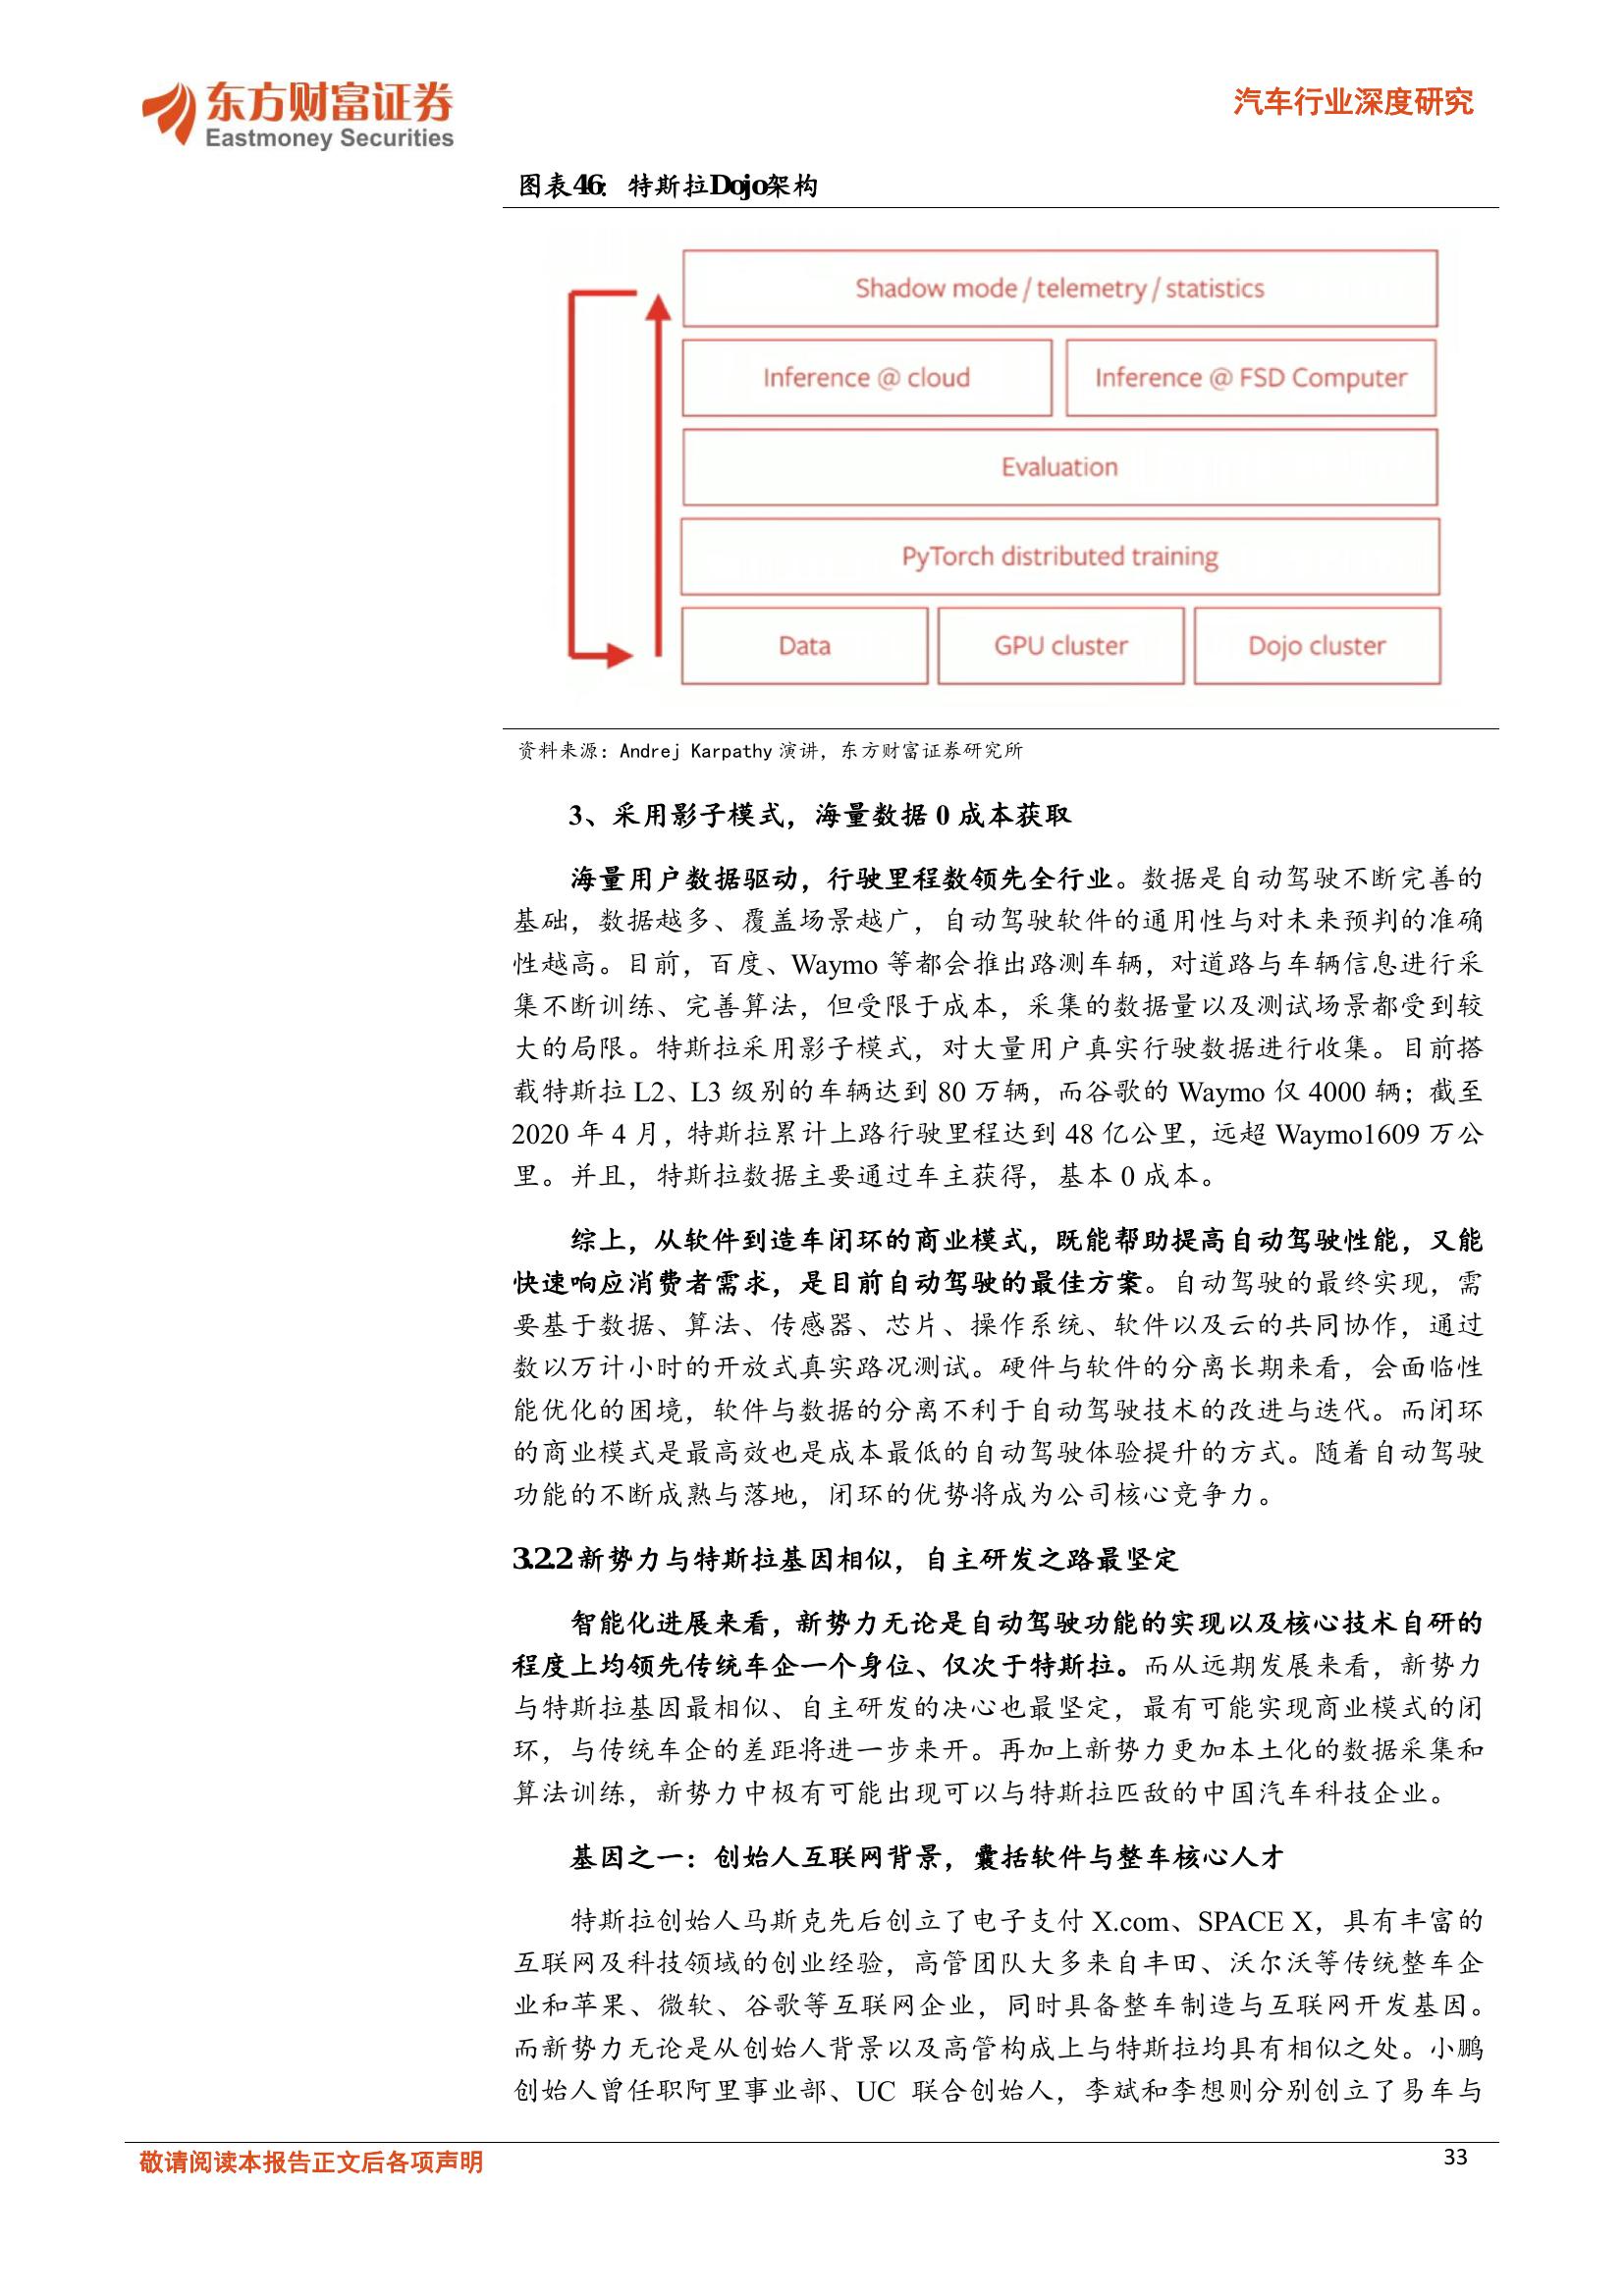 东方财富证券
Eastmoney Securities
汽车行业深度研究
图表46：特斯拉Dojo架构
Shadow mode / telemetry / statistics
Inference @ cloud
Inference @ FSD Computer
Evaluation
PyTorch distributed training
Data
GPU cluster
Dojo cluster
资料来源：Andrej Karpathy 演讲，东方财富证券研究所
3、采用影子模式，海量数据 0 成本获取
海量用户数据驱动，行驶里程数领先全行业。数据是自动驾驶不断完善的
基础，数据越多、覆盖场景越广，自动驾驶软件的通用性与对未来预判的准确
性越高。目前，百度、Waymo 等都会推出路测车辆，对道路与车辆信息进行采
集不断训练、完善算法，但受限于成本，采集的数据量以及测试场景都受到较
大的局限。特斯拉采用影子模式，对大量用户真实行驶数据进行收集。目前搭
载特斯拉 L2、L3 级别的车辆达到 80 万辆，而谷歌的 Waymo 仅 4000 辆；截至
2020 年 4 月，特斯拉累计上路行驶里程达到 48 亿公里，远超 Waymo1609 万公
里。并且，特斯拉数据主要通过车主获得，基本 0 成本。
综上，从软件到造车闭环的商业模式，既能帮助提高自动驾驶性能，又能
快速响应消费者需求，是目前自动驾驶的最佳方案。自动驾驶的最终实现，需
要基于数据、算法、传感器、芯片、操作系统、软件以及云的共同协作，通过
数以万计小时的开放式真实路况测试。硬件与软件的分离长期来看，会面临性
能优化的困境，软件与数据的分离不利于自动驾驶技术的改进与迭代。而闭环
的商业模式是最高效也是成本最低的自动驾驶体验提升的方式。随着自动驾驶
功能的不断成熟与落地，闭环的优势将成为公司核心竞争力。
3.2.2 新势力与特斯拉基因相似，自主研发之路最坚定
智能化进展来看，新势力无论是自动驾驶功能的实现以及核心技术自研的
程度上均领先传统车企一个身位、仅次于特斯拉。而从远期发展来看，新势力
与特斯拉基因最相似、自主研发的决心也最坚定，最有可能实现商业模式的闭
环，与传统车企的差距将进一步来开。再加上新势力更加本土化的数据采集和
算法训练，新势力中极有可能出现可以与特斯拉匹敌的中国汽车科技企业。
基因之一：创始人互联网背景，囊括软件与整车核心人才
特斯拉创始人马斯克先后创立了电子支付 X.com、SPACE X，具有丰富的
互联网及科技领域的创业经验，高管团队大多来自丰田、沃尔沃等传统整车企
业和苹果、微软、谷歌等互联网企业，同时具备整车制造与互联网开发基因。
而新势力无论是从创始人背景以及高管构成上与特斯拉均具有相似之处。小鹏
创始人曾任职阿里事业部、UC 联合创始人，李斌和李想则分别创立了易车与
敬请阅读本报告正文后各项声明
33